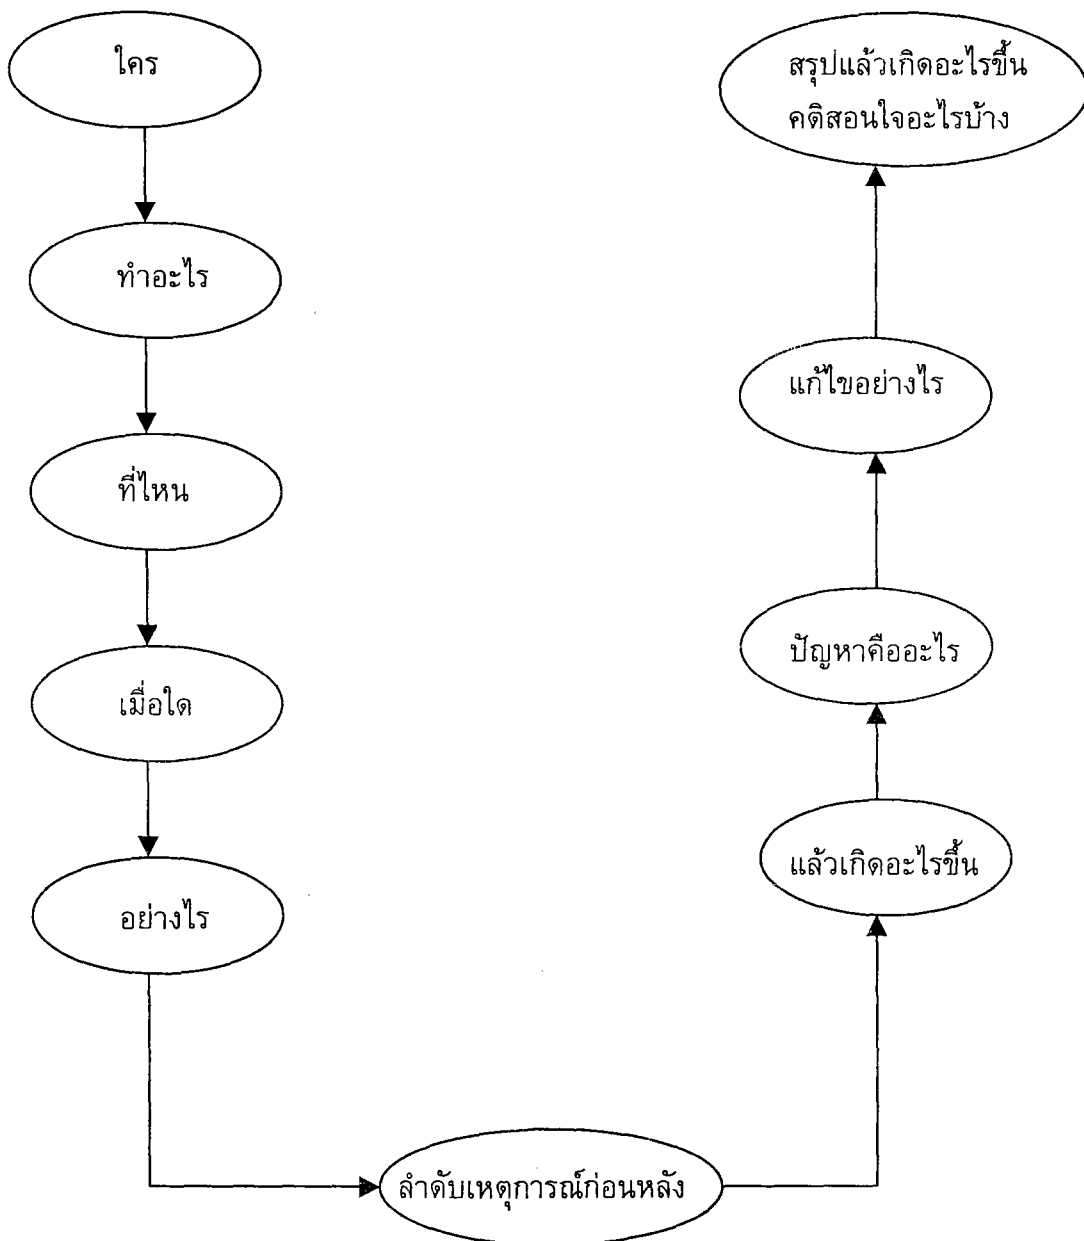 ใคร
ทำอะไร
ที่ไหน
เมื่อใด
อย่างไร
ลำดับเหตุการณ์ก่อนหลัง
แล้วเกิดอะไรขึ้น
ปัญหาคืออะไร
แก้ไขอย่างไร
สรุปแล้วเกิดอะไรขึ้น
คติสอนใจอะไรบ้าง